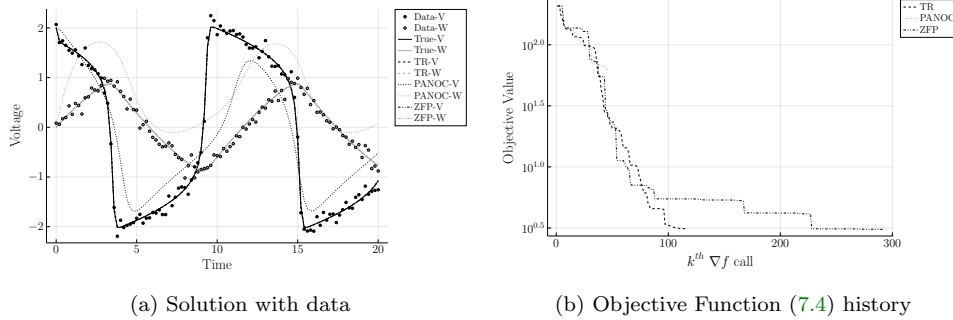 2
1
0
−1
−2
Voltage
0
5
10
15
20
Time
Data-V
Data-W
True-V
True-W
TR-V
TR-W
PANOC-V
PANOC-W
ZFP-V
ZFP-W
(a) Solution with data
10^2.0
10^1.5
10^1.0
10^0.5
Objective Value
0
100
200
300
k^th ∇f call
TR
PANOC
ZFP
(b) Objective Function (7.4) history